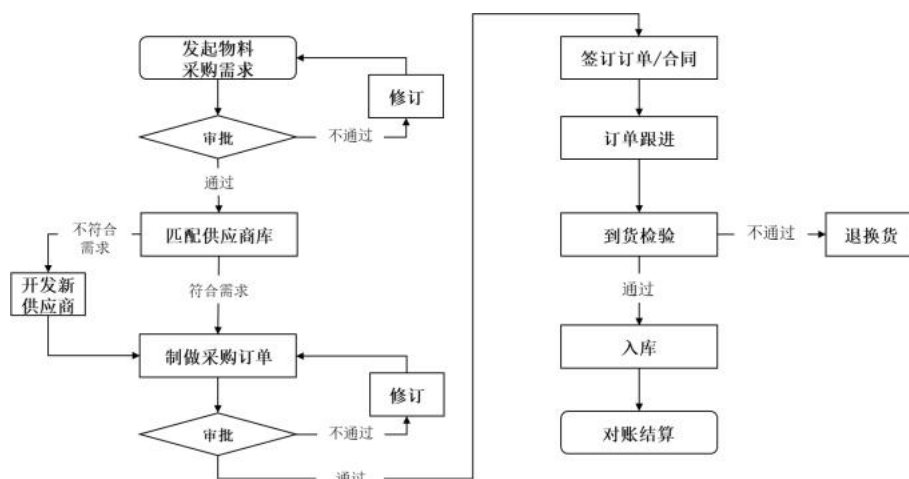 发起物料
采购需求
修订
审批
不通过
通过
匹配供应商库
不符合
需求
开发新
供应商
符合需求
制做采购订单
修订
审批
不通过
通过
签订订单/合同
订单跟进
到货检验
不通过
退换货
通过
入库
对账结算